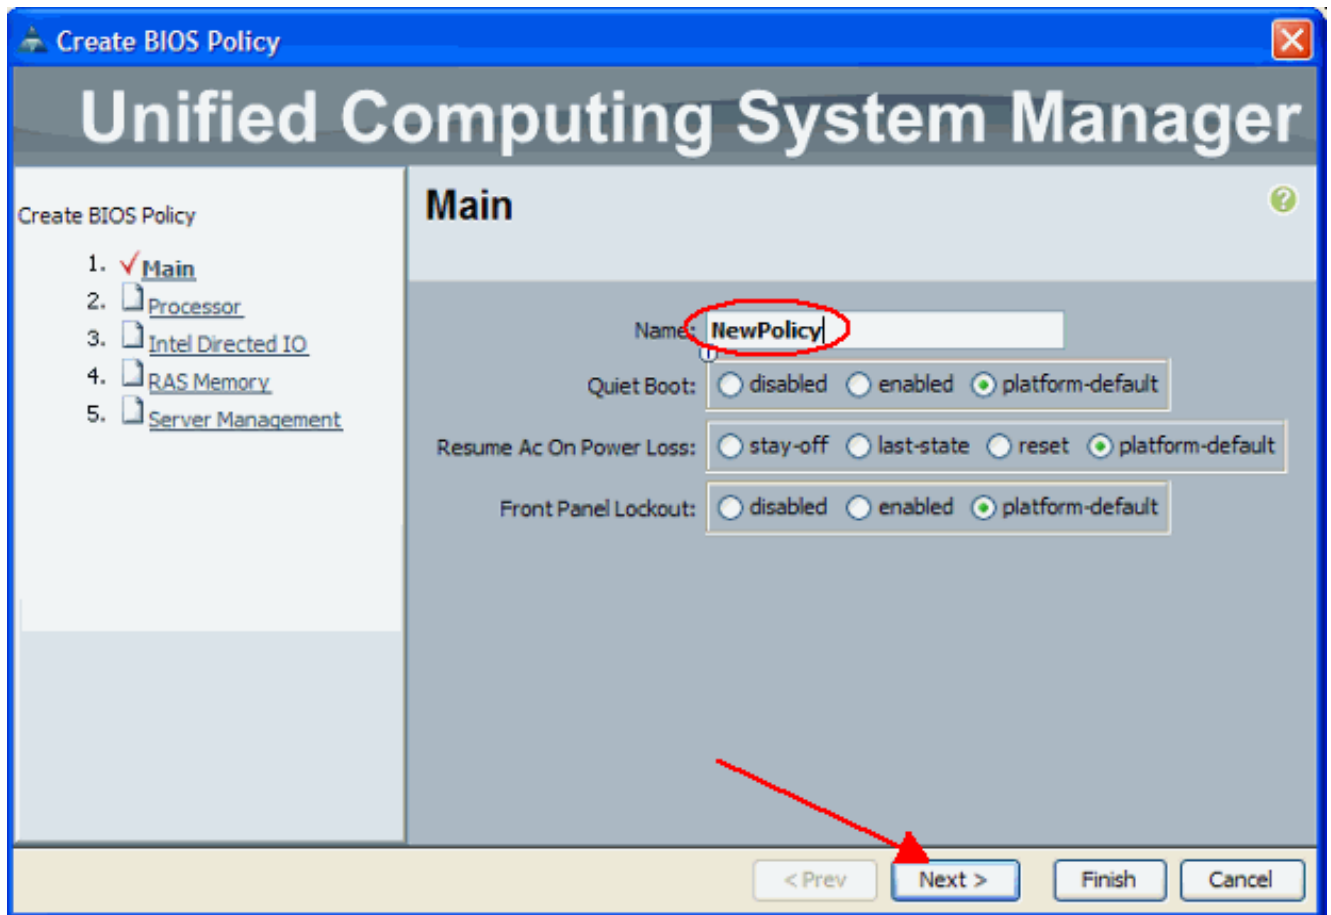 Create BIOS Policy
Unified Computing System Manager
Create BIOS Policy
1. Main
2. Processor
3. Intel Directed IO
4. RAS Memory
5. Server Management
Main
Name: NewPolicy
Quiet Boot: disabled enabled platform-default
Resume Ac On Power Loss: stay-off last-state reset platform-default
Front Panel Lockout: disabled enabled platform-default
< Prev Next > Finish Cancel